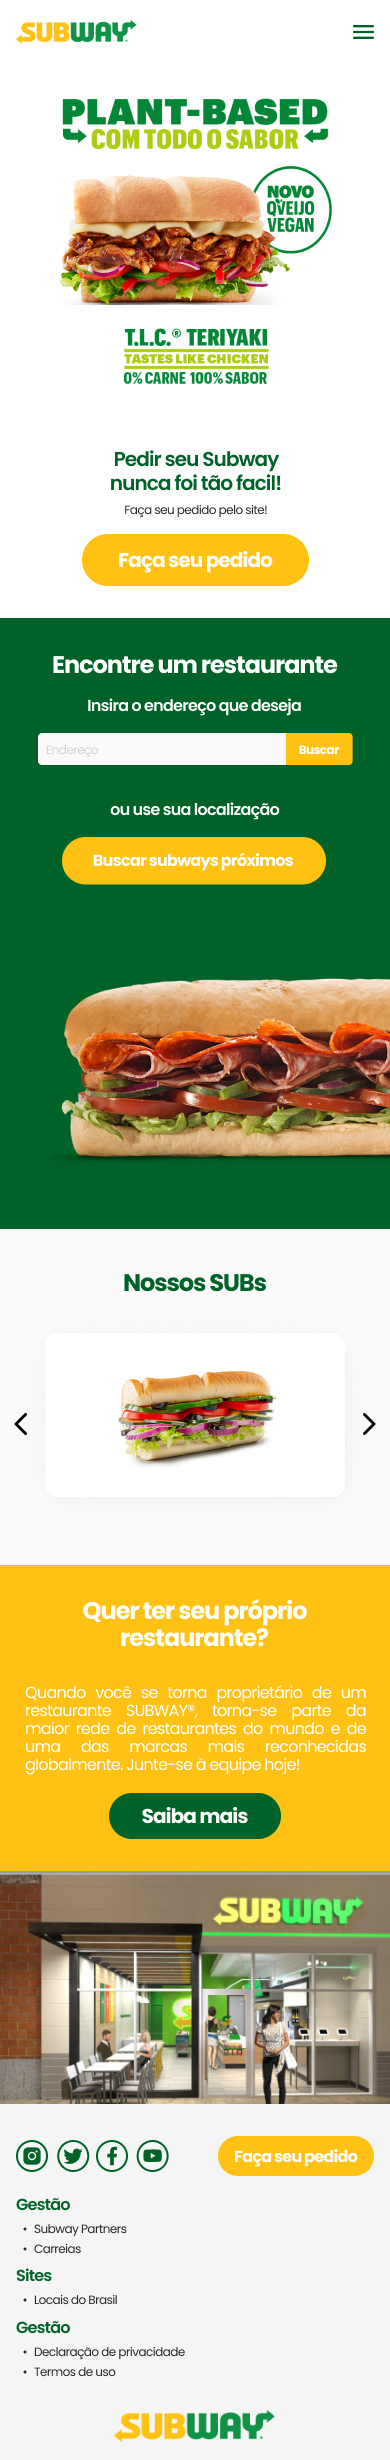 SUBWAY
PLANT-BASED
COM TODO O SABOR
NOVO
QVEIJO
VEGAN
T.L.C.® TERIYAKI
TASTES LIKE CHICKEN
0% CARNE 100% SABOR
Pedir seu Subway
nunca foi tão facil!
Faça seu pedido pelo site!
Faça seu pedido
Encontre um restaurante
Insira o endereço que deseja
Endereço
Buscar
ou use sua localização
Buscar subways próximos
Nossos SUBs
Quer ter seu próprio
restaurante?
Quando você se torna proprietário de um
restaurante SUBWAY®, torna-se parte da
maior rede de restaurantes do mundo e de
uma das marcas mais reconhecidas
globalmente. Junte-se à equipe hoje!
Saiba mais
SUBWAY
Faça seu pedido
Gestão
• Subway Partners
• Carreias
Sites
• Locais do Brasil
Gestão
• Declaração de privacidade
• Termos de uso
SUBWAY